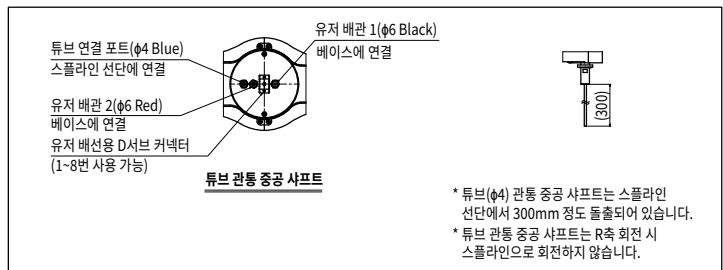 튜브 연결 포트(ϕ4 Blue)
스플라인 선단에 연결
유저 배관 2(ϕ6 Red)
베이스에 연결
유저 배선용 D서브 커넥터
(1~8번 사용 가능)
유저 배관 1(ϕ6 Black)
베이스에 연결
튜브 관통 중공 샤프트
(300)
* 튜브(ϕ4) 관통 중공 샤프트는 스플라인
선단에서 300mm 정도 돌출되어 있습니다.
* 튜브 관통 중공 샤프트는 R축 회전 시
스플라인으로 회전하지 않습니다.